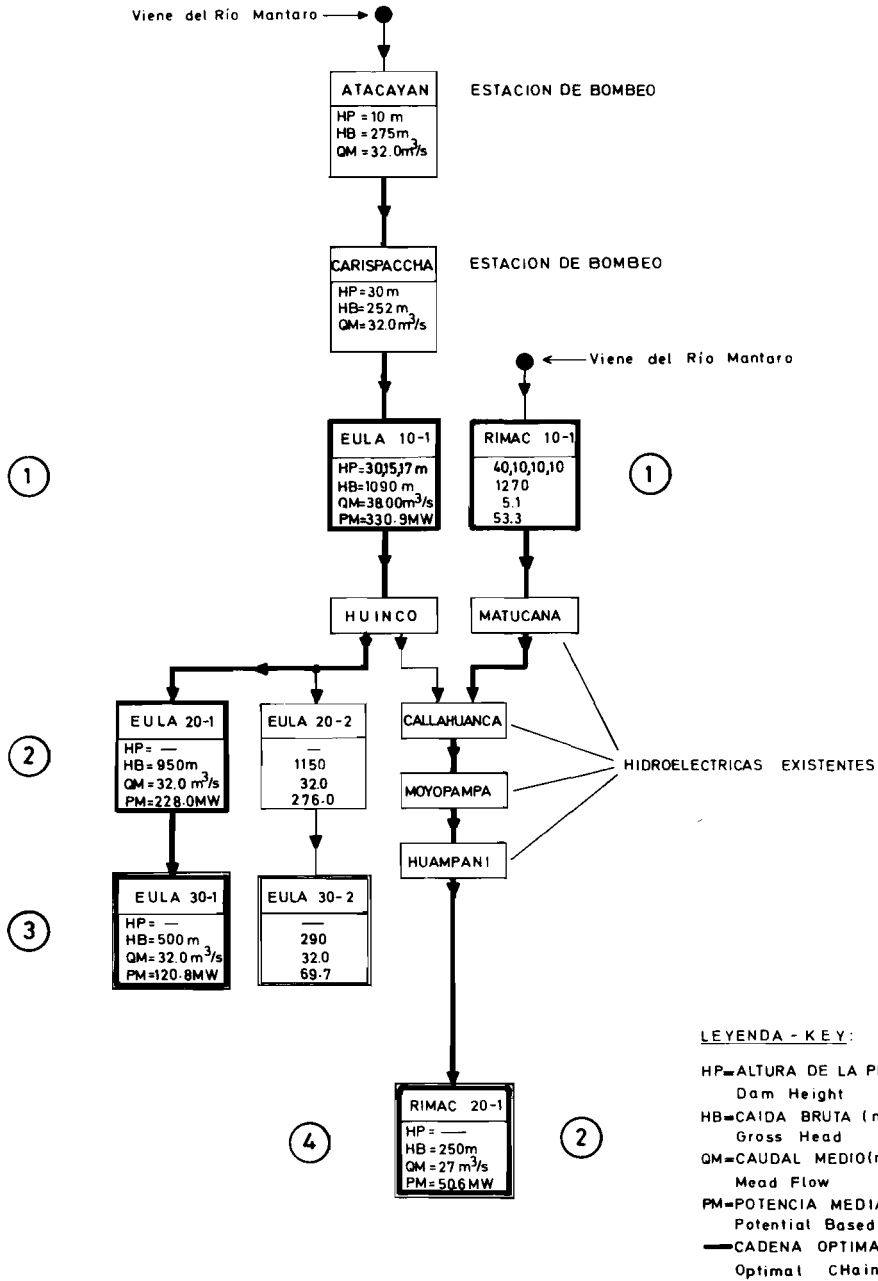 Viene del Río Mantaro
ATACAYAN
HP = 10 m
HB = 275m
QM = 32.0m³/s
ESTACION DE BOMBEO
CARISPACCHA
HP=30 m
HB=252 m
QM=32.0m³/s
ESTACION DE BOMBEO
Viene del Río Mantaro
1
EULA 10-1
HP=30,15,17 m
HB=1090 m
QM=38.00m³/s
PM=330.9MW
RIMAC 10-1
40,10,10,10
1270
5.1
53.3
1
HUINCO
MATUCANA
2
EULA 20-1
HP= —
HB=950m
QM=32.0 m³/s
PM=228.0MW
EULA 20-2
—
1150
32.0
276.0
CALLAHUANCA
MOYOPAMPA
HUAMPANI
HIDROELECTRICAS EXISTENTES
3
EULA 30-1
HP= —
HB=500m
QM=32.0m³/s
PM=120.8MW
EULA 30-2
—
290
32.0
69.7
4
RIMAC 20-1
HP= —
HB=250m
QM=27 m³/s
PM=50.6MW
2
LEYENDA - KEY:
HP=ALTURA DE LA
Dam Height
HB=CAIDA BRUTA
Gross Head
QM=CAUDAL MEDIO
Mead Flow
PM=POTENCIA MEDIA
Potential Based
CADENA OPTIMA
Optimal CHain